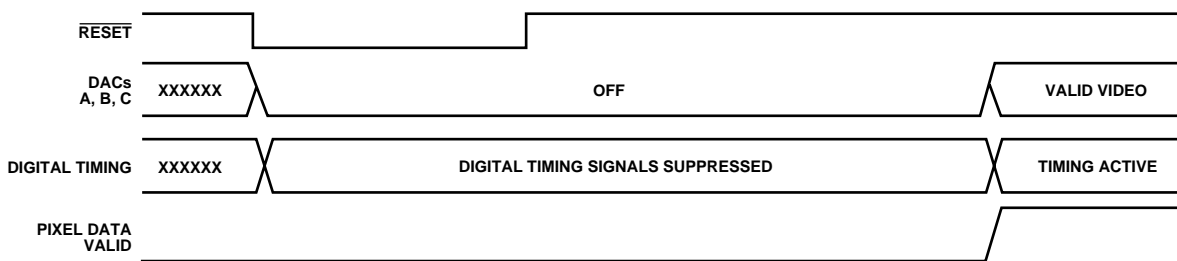 RESET
DACs
A, B, C
XXXXXX
OFF
VALID VIDEO
DIGITAL TIMING
XXXXXX
DIGITAL TIMING SIGNALS SUPPRESSED
TIMING ACTIVE
PIXEL DATA
VALID